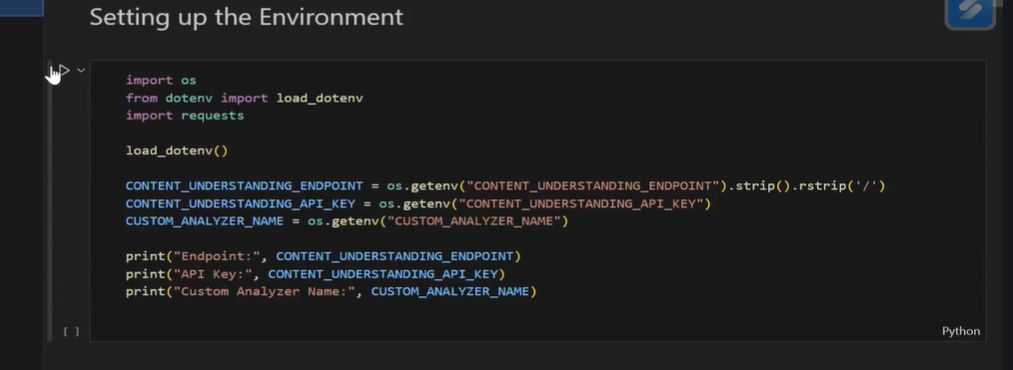 Setting up the Environment
import os
from dotenv import load_dotenv
import requests
load_dotenv()
CONTENT_UNDERSTANDING_ENDPOINT = os.getenv("CONTENT_UNDERSTANDING_ENDPOINT").strip().rstrip('/')
CONTENT_UNDERSTANDING_API_KEY = os.getenv("CONTENT_UNDERSTANDING_API_KEY")
CUSTOM_ANALYZER_NAME = os.getenv("CUSTOM_ANALYZER_NAME")
print("Endpoint:", CONTENT_UNDERSTANDING_ENDPOINT)
print("API Key:", CONTENT_UNDERSTANDING_API_KEY)
print("Custom Analyzer Name:", CUSTOM_ANALYZER_NAME)
[ ]
Python